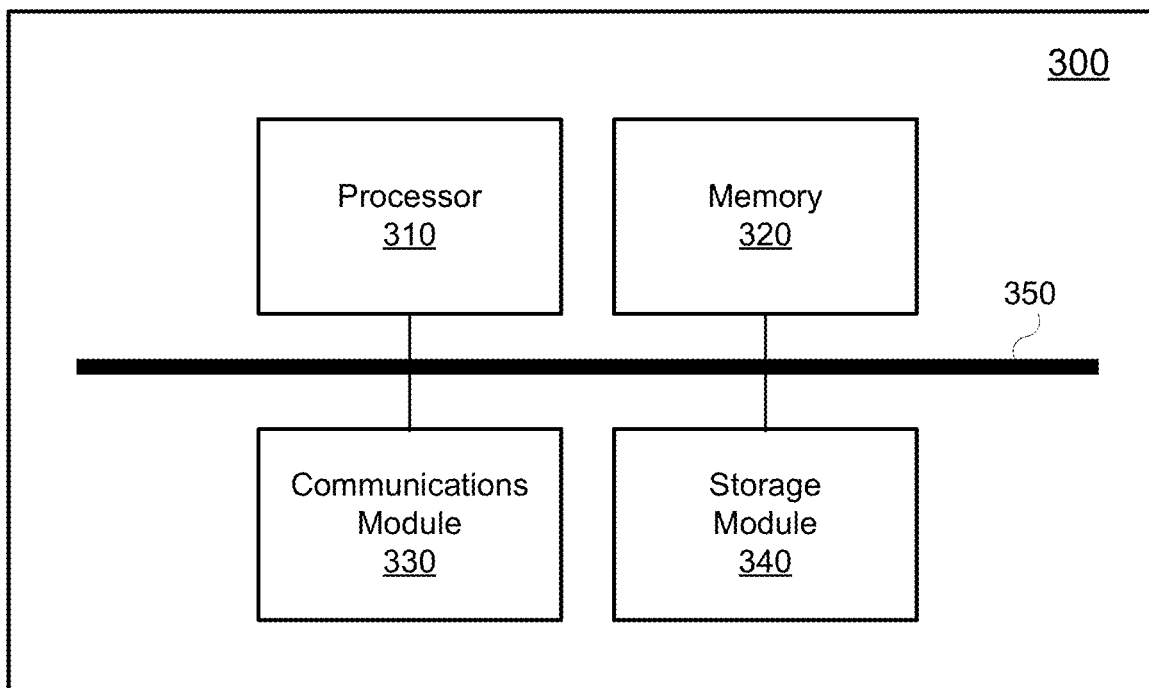 300
Processor
310
Memory
320
350
Communications
Module
330
Storage
Module
340